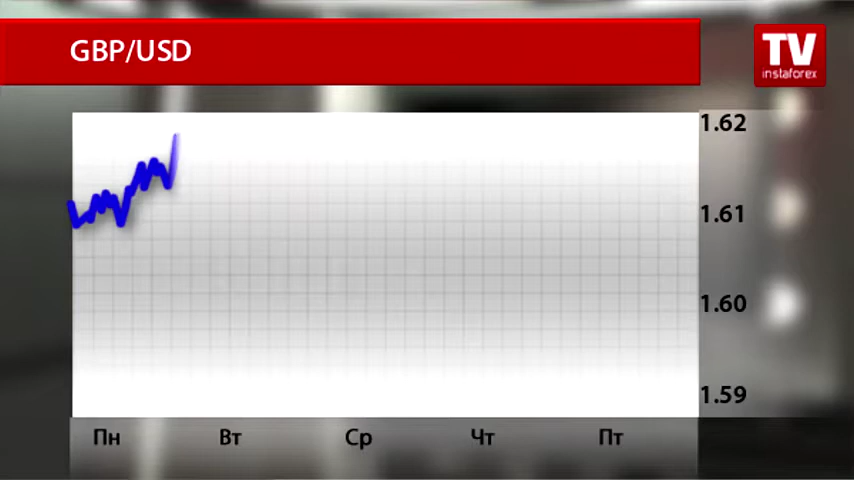 GBP/USD
TV
instaforex
1.62
1.61
1.60
1.59
Пн Вт Ср Чт Пт